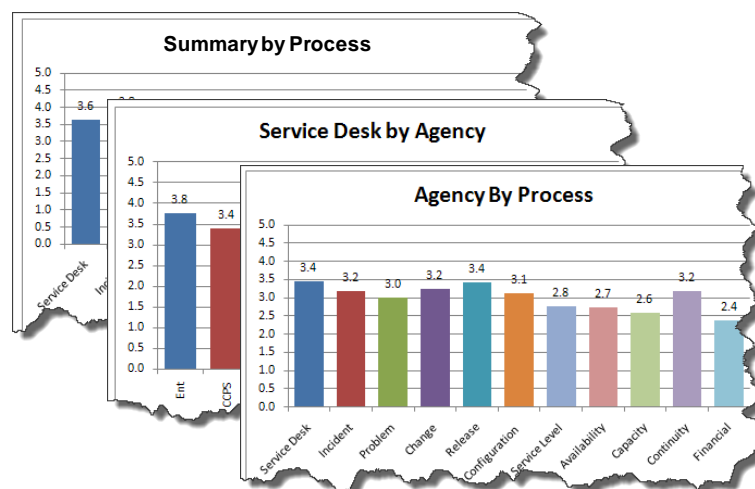 Summary by Process
5.0
4.5
4.0
3.5
3.0
2.5
2.0
1.5
1.0
0.5
0.0
3.6
Service Desk
Service Desk by Agency
5.0
4.5
4.0
3.5
3.0
2.5
2.0
1.5
1.0
0.5
0.0
3.8
3.4
Ent
CCPS
Agency By Process
5.0
4.5
4.0
3.5
3.0
2.5
2.0
1.5
1.0
0.5
0.0
3.4 3.2 3.0 3.2 3.4 3.1 2.8 2.7 2.6 3.2 2.4
Service Desk
Incident
Problem
Change
Release
Configuration
Service Level
Availability
Capacity
Continuity
Financial